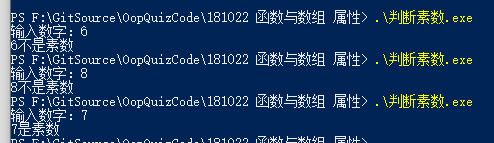 PS F:\GitSource\OopQuizCode\181022 函数与数组 属性> .\判断素数.exe
输入数字：6
6不是素数
PS F:\GitSource\OopQuizCode\181022 函数与数组 属性> .\判断素数.exe
输入数字：8
8不是素数
PS F:\GitSource\OopQuizCode\181022 函数与数组 属性> .\判断素数.exe
输入数字：7
7是素数